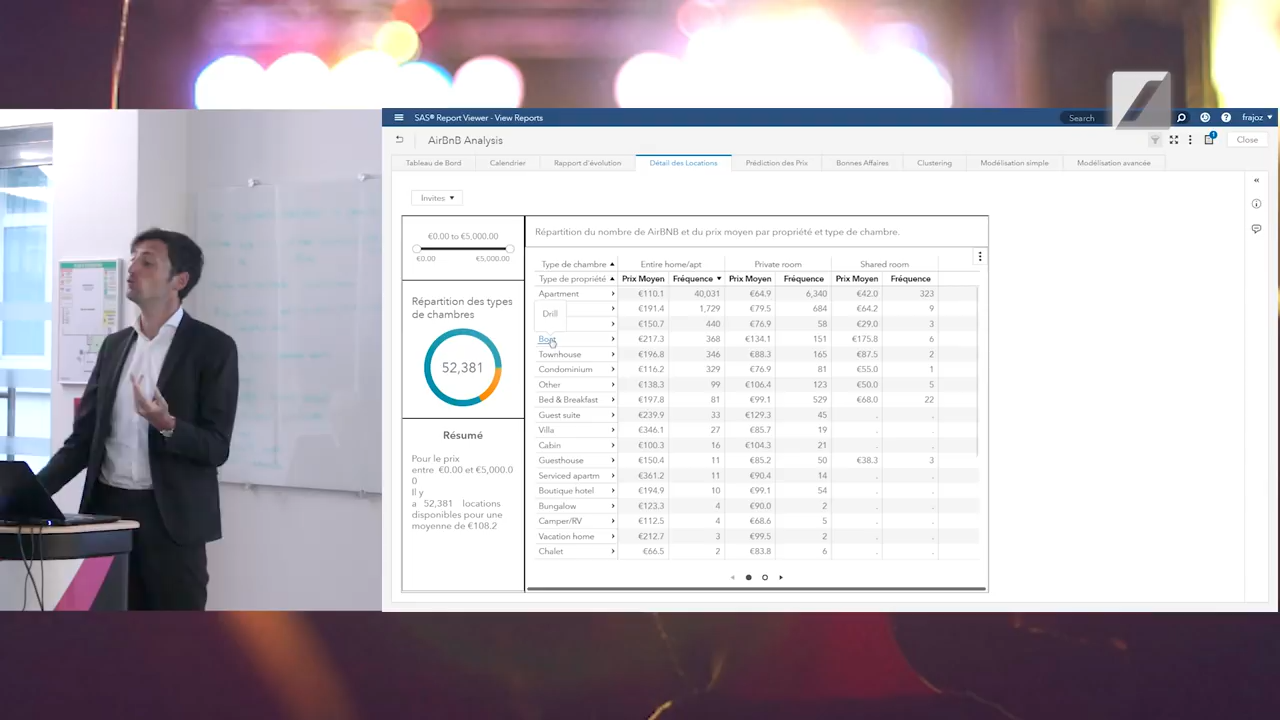 SAS® Report Viewer - View Reports
Search
frajoz
AirBnB Analysis
Close
Tableau de Bord
Calendrier
Rapport d'évolution
Détail des Locations
Prédiction des Prix
Bonnes Affaires
Clustering
Modélisation simple
Modélisation avancée
Invites
€0.00 to €5,000.00
€0.00 €5,000.00
Répartition des types
de chambres
52,381
Résumé
Pour le prix
entre €0.00 et €5,000.0
0
Il y
a 52,381 locations
disponibles pour une
moyenne de €108.2
Répartition du nombre de AirBNB et du prix moyen par propriété et type de chambre.
Type de chambre Entire home/apt Private room Shared room
Type de propriété Prix Moyen Fréquence Prix Moyen Fréquence Prix Moyen Fréquence
Apartment €110.1 40,031 €64.9 6,340 €42.0 323
€191.4 1,729 €79.5 684 €64.2 9
Drill
€150.7 440 €76.9 58 €29.0 3
Boat €217.3 368 €134.1 151 €175.8 6
Townhouse €196.8 346 €88.3 165 €87.5 2
Condominium €116.2 329 €76.9 81 €55.0 1
Other €138.3 99 €106.4 123 €50.0 5
Bed & Breakfast €197.8 81 €99.1 529 €68.0 22
Guest suite €239.9 33 €129.3 45 . .
Villa €346.1 27 €85.7 19 . .
Cabin €100.3 16 €104.3 21 . .
Guesthouse €150.4 11 €85.2 50 €38.3 3
Serviced apartm €361.2 11 €90.4 14 . .
Boutique hotel €194.9 10 €99.1 54 . .
Bungalow €123.3 4 €90.0 2 . .
Camper/RV €112.5 4 €68.6 5 . .
Vacation home €212.7 3 €99.5 2 . .
Chalet €66.5 2 €83.8 6 . .